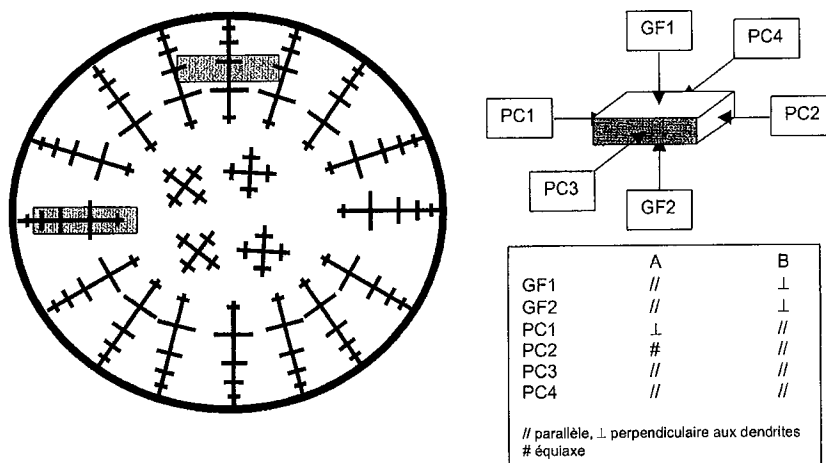 GF1
PC4
PC1
PC2
PC3
GF2
A B
GF1 // ⊥
GF2 // ⊥
PC1 ⊥ //
PC2 # //
PC3 // //
PC4 // //
// parallèle, ⊥ perpendiculaire aux dendrites
# équiaxe